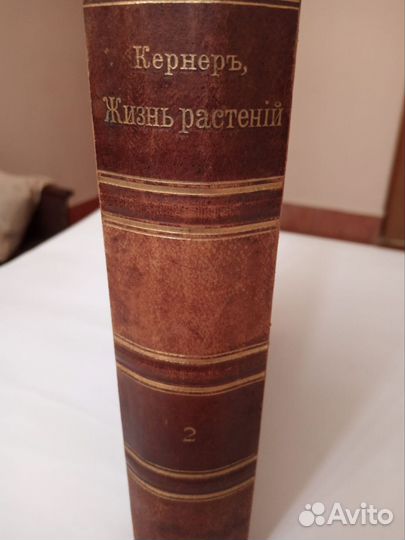 Кернеръ,
Жизнь растеній
2
Avito